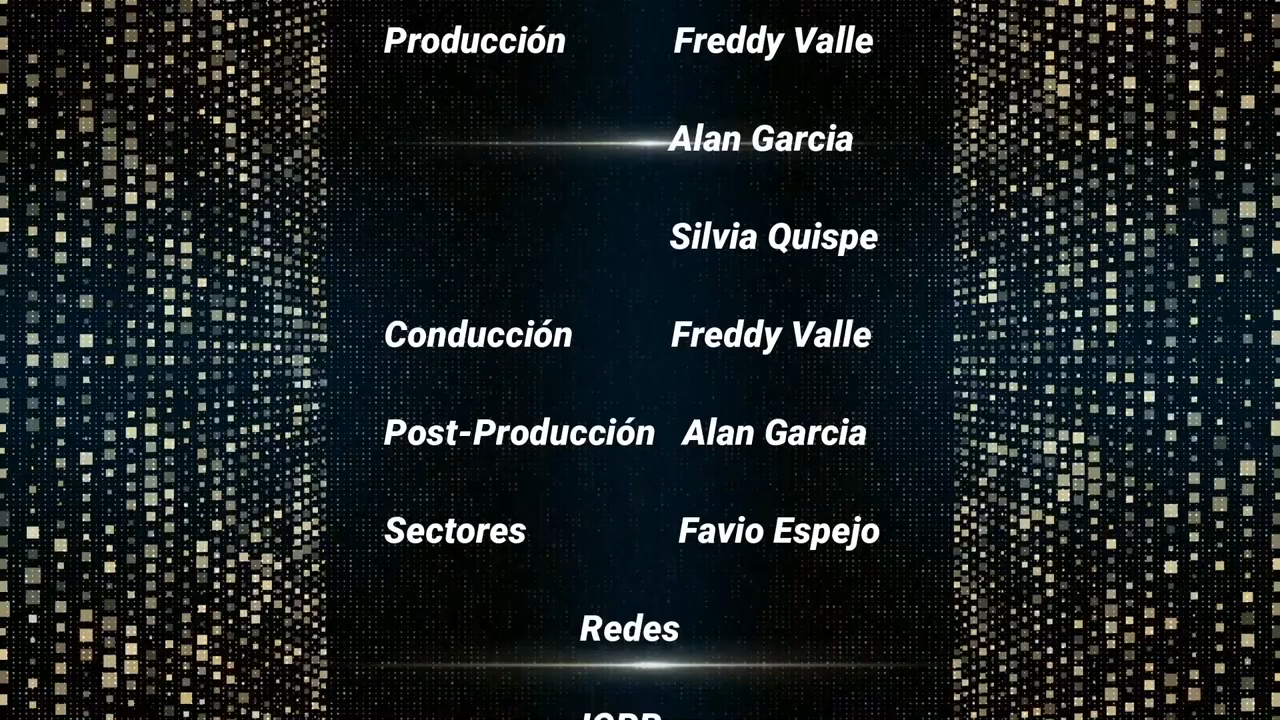 Producción Freddy Valle
Alan Garcia
Silvia Quispe
Conducción Freddy Valle
Post-Producción Alan Garcia
Sectores Favio Espejo
Redes